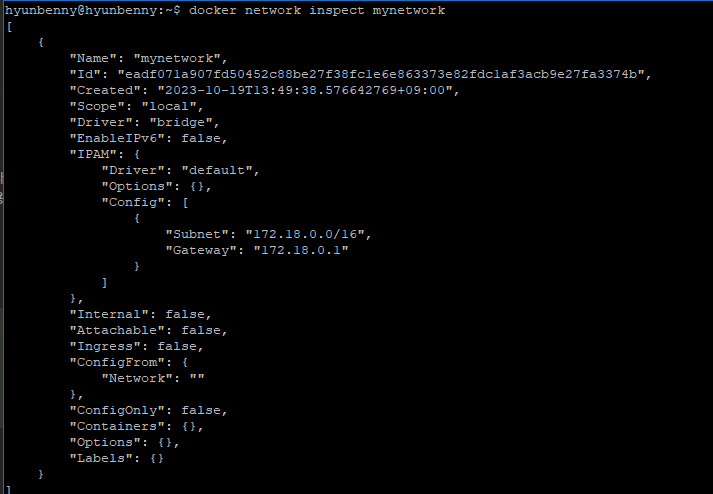 hyunbenny@hyunbenny:~$ docker network inspect mynetwork
[
    {
        "Name": "mynetwork",
        "Id": "eadf071a907fd50452c88be27f38fc1e6e863373e82fdc1af3acb9e27fa3374b",
        "Created": "2023-10-19T13:49:38.576642769+09:00",
        "Scope": "local",
        "Driver": "bridge",
        "EnableIPv6": false,
        "IPAM": {
            "Driver": "default",
            "Options": {},
            "Config": [
                {
                    "Subnet": "172.18.0.0/16",
                    "Gateway": "172.18.0.1"
                }
            ]
        },
        "Internal": false,
        "Attachable": false,
        "Ingress": false,
        "ConfigFrom": {
            "Network": ""
        },
        "ConfigOnly": false,
        "Containers": {},
        "Options": {},
        "Labels": {}
    }
]